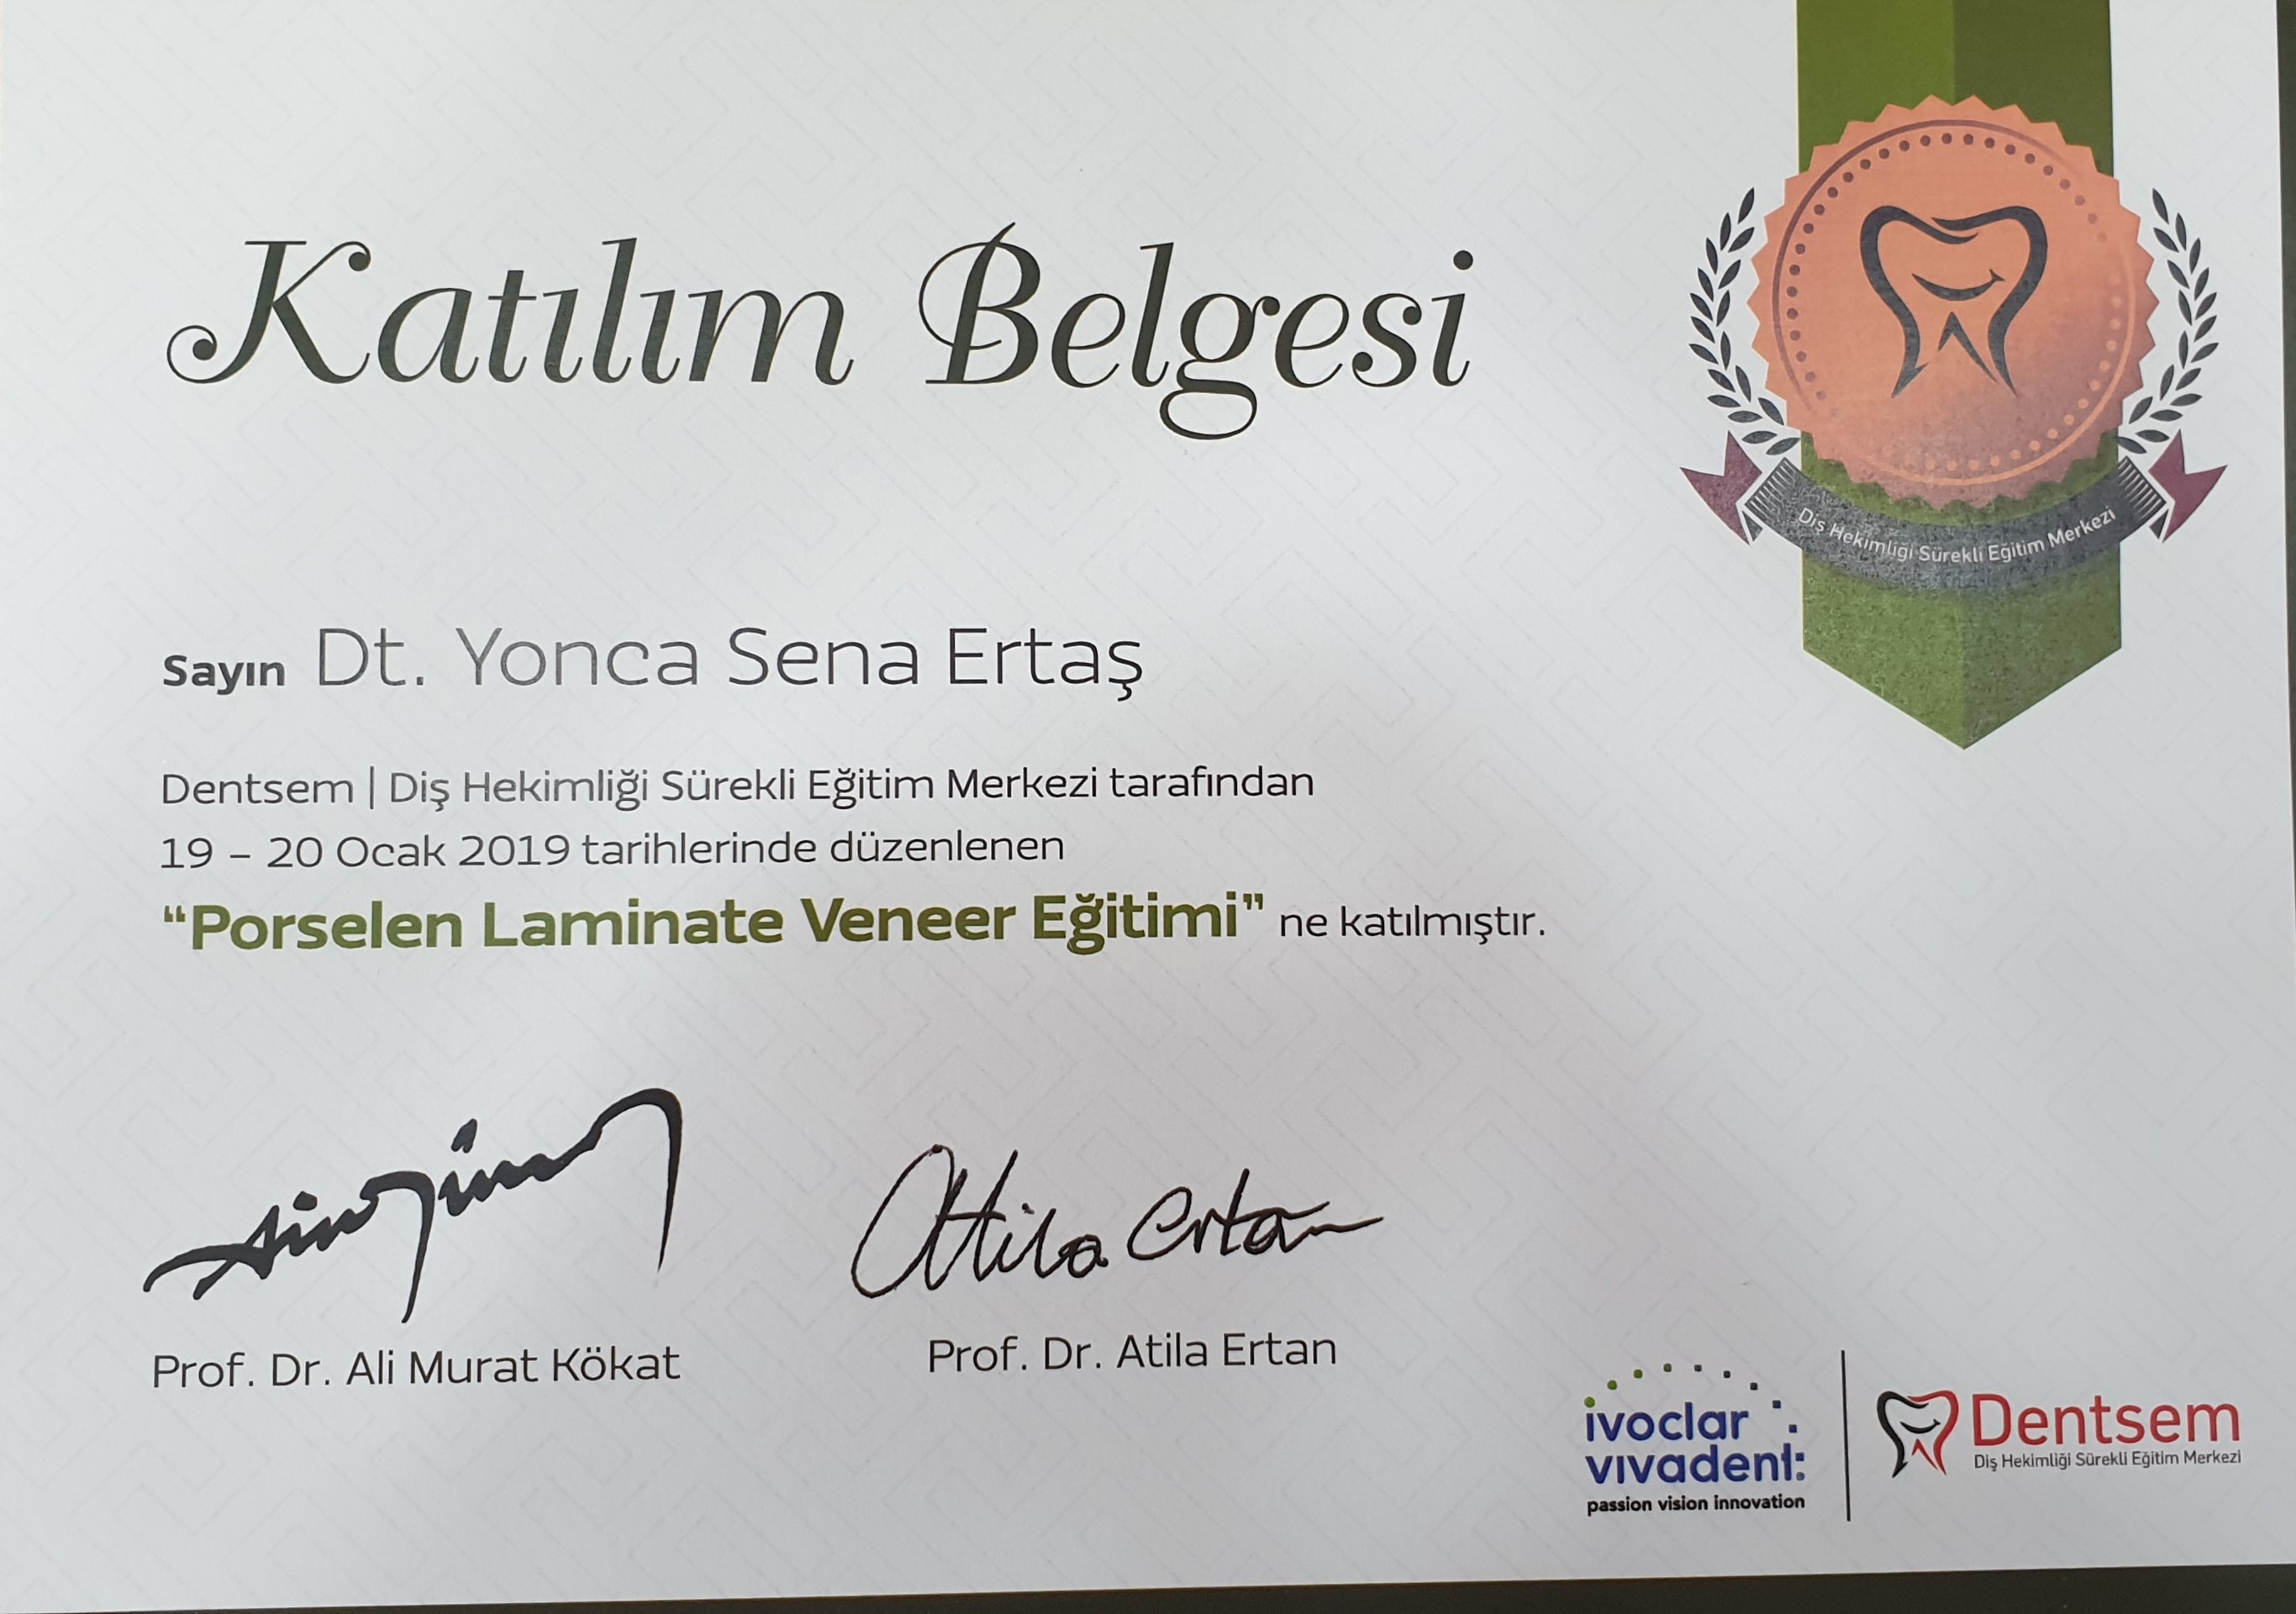 Katılım Belgesi
Diş Hekimliği Sürekli Eğitim Merkezi
Sayın Dt. Yonca Sena Ertaş
Dentsem | Diş Hekimliği Sürekli Eğitim Merkezi tarafından
19 – 20 Ocak 2019 tarihlerinde düzenlenen
“Porselen Laminate Veneer Eğitimi” ne katılmıştır.
Atila Ertan
Prof. Dr. Ali Murat Kökat
Prof. Dr. Atila Ertan
ivoclar
vivadent:
passion vision innovation
Dentsem
Diş Hekimliği Sürekli Eğitim Merkezi